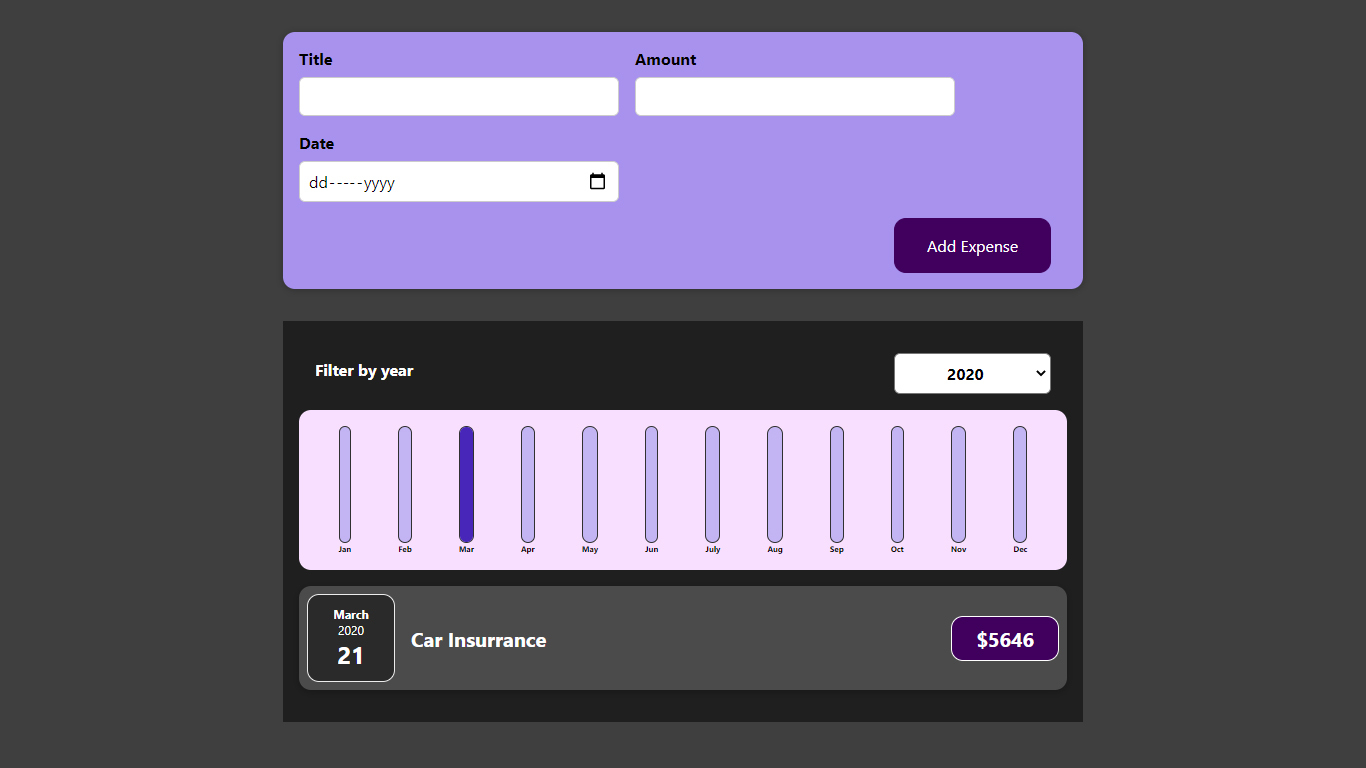 Title Amount
Date
dd-----yyyy
Add Expense
Filter by year 2020
Jan Feb Mar Apr May Jun July Aug Sep Oct Nov Dec
March
2020
21
Car Insurrance
$5646